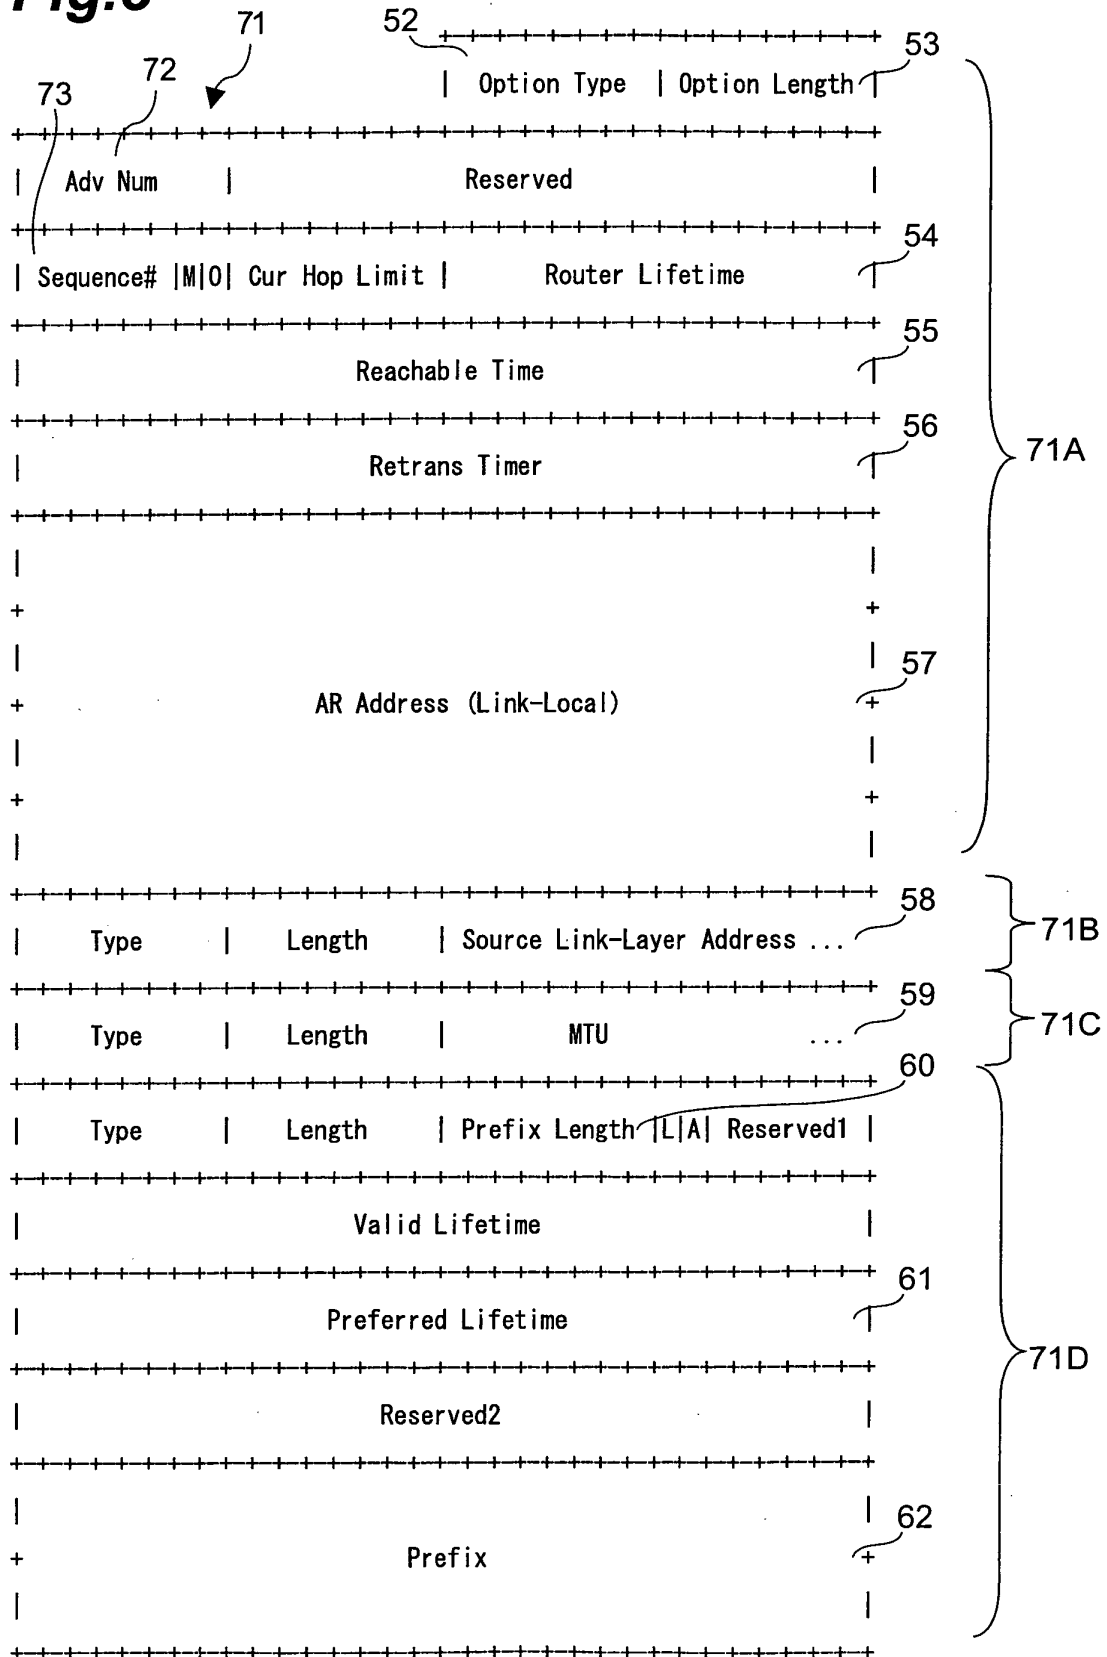 52
71
53
Option Type | Option Length
72
73
Adv Num | Reserved
54
Sequence# |M|O| Cur Hop Limit | Router Lifetime
55
Reachable Time
56
Retrans Timer
71A
57
AR Address (Link-Local)
58
Type | Length | Source Link-Layer Address ...
71B
59
Type | Length | MTU ...
71C
60
Type | Length | Prefix Length |L|A| Reserved1
Valid Lifetime
61
Preferred Lifetime
71D
Reserved2
62
Prefix